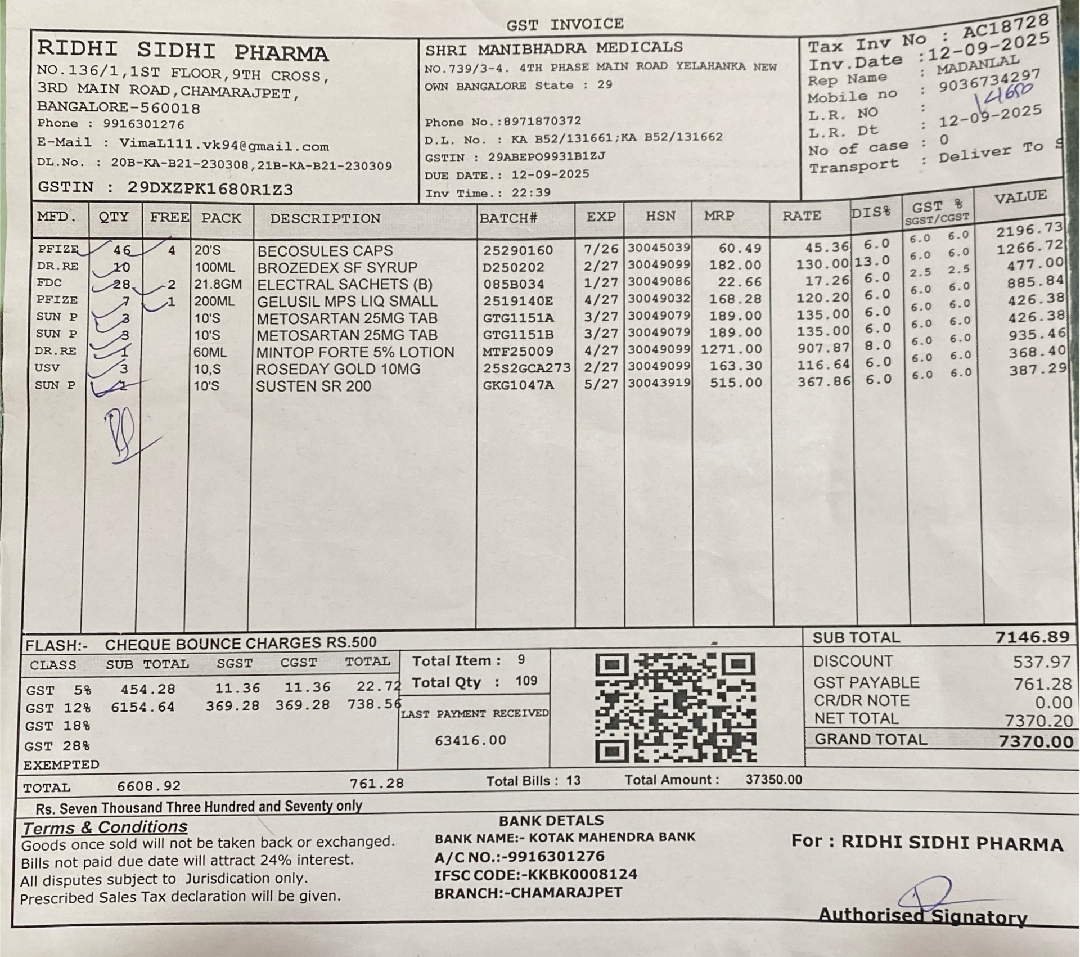 GST INVOICE
RIDHI SIDHI PHARMA
NO.136/1,1ST FLOOR,9TH CROSS,
3RD MAIN ROAD,CHAMARAJPET,
BANGALORE-560018
Phone : 9916301276
E-Mail : VimaL111.vk94@gmail.com
DL.No. : 20B-KA-B21-230308,21B-KA-B21-230309
GSTIN : 29DXZPK1680R1Z3
SHRI MANIBHADRA MEDICALS
NO.739/3-4. 4TH PHASE MAIN ROAD YELAHANKA NEW
OWN BANGALORE State : 29
Phone No.:8971870372
D.L. No. : KA B52/131661;KA B52/131662
GSTIN : 29ABEPO9931B1ZJ
DUE DATE.: 12-09-2025
Inv Time.: 22:39
Tax Inv No : AC18728
Inv.Date :12-09-2025
Rep Name : MADANLAL
Mobile no : 9036734297
L.R. NO :
L.R. Dt : 12-09-2025
No of case : 0
Transport : Deliver To S
MFD. QTY FREE PACK DESCRIPTION BATCH# EXP HSN MRP RATE DIS% GST % SGST/CGST VALUE
PFIZE 46 4 20'S BECOSULES CAPS 25290160 7/26 30045039 60.49 45.36 6.0 6.0 6.0 2196.73
DR.RE 10 100ML BROZEDEX SF SYRUP D250202 2/27 30049099 182.00 130.00 13.0 6.0 6.0 1266.72
FDC 28 2 21.8GM ELECTRAL SACHETS (B) 085B034 1/27 30049086 22.66 17.26 6.0 2.5 2.5 477.00
PFIZE 7 1 200ML GELUSIL MPS LIQ SMALL 2519140E 4/27 30049032 168.28 120.20 6.0 6.0 6.0 885.84
SUN P 3 10'S METOSARTAN 25MG TAB GTG1151A 3/27 30049079 189.00 135.00 6.0 6.0 6.0 426.38
SUN P 3 10'S METOSARTAN 25MG TAB GTG1151B 3/27 30049079 189.00 135.00 6.0 6.0 6.0 426.38
DR.RE 1 60ML MINTOP FORTE 5% LOTION MTF25009 4/27 30049099 1271.00 907.87 8.0 6.0 6.0 935.46
USV 3 10,S ROSEDAY GOLD 10MG 25S2GCA273 2/27 30049099 163.30 116.64 6.0 6.0 6.0 368.40
SUN P 2 10'S SUSTEN SR 200 GKG1047A 5/27 30043919 515.00 367.86 6.0 6.0 6.0 387.29
FLASH:- CHEQUE BOUNCE CHARGES RS.500
CLASS SUB TOTAL SGST CGST TOTAL
GST 5% 454.28 11.36 11.36 22.72
GST 12% 6154.64 369.28 369.28 738.56
GST 18%
GST 28%
EXEMPTED
TOTAL 6608.92 761.28
Total Item : 9
Total Qty : 109
LAST PAYMENT RECEIVED
63416.00
Total Bills : 13 Total Amount : 37350.00
SUB TOTAL 7146.89
DISCOUNT 537.97
GST PAYABLE 761.28
CR/DR NOTE 0.00
NET TOTAL 7370.20
GRAND TOTAL 7370.00
Rs. Seven Thousand Three Hundred and Seventy only
Terms & Conditions
Goods once sold will not be taken back or exchanged.
Bills not paid due date will attract 24% interest.
All disputes subject to Jurisdication only.
Prescribed Sales Tax declaration will be given.
BANK DETALS
BANK NAME:- KOTAK MAHENDRA BANK
A/C NO.:-9916301276
IFSC CODE:-KKBK0008124
BRANCH:-CHAMARAJPET
For : RIDHI SIDHI PHARMA
Authorised Signatory